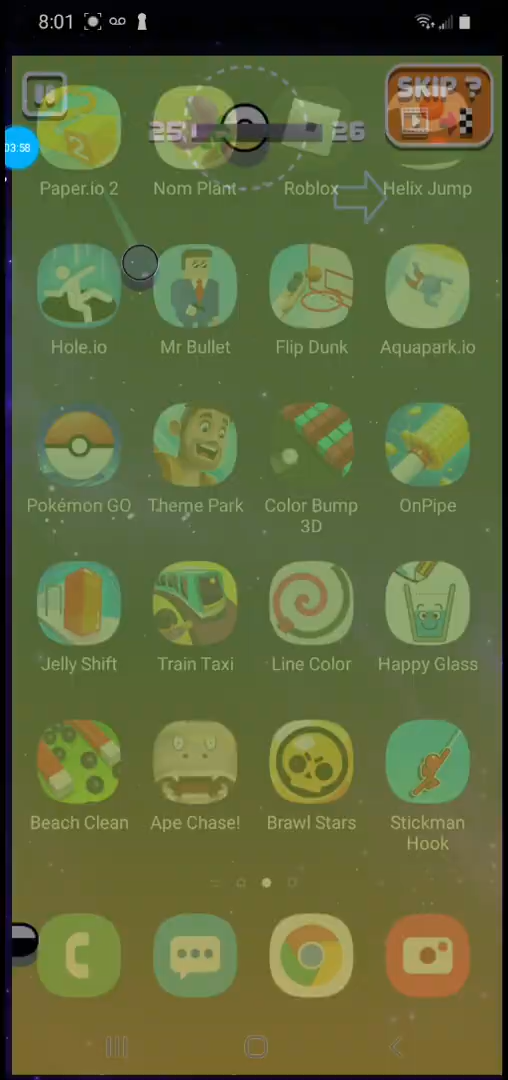 8:01
SKIP ?
25 26
03:58
Paper.io 2 Nom Plant Roblox Helix Jump
Hole.io Mr Bullet Flip Dunk Aquapark.io
Pokémon GO Theme Park Color Bump 3D OnPipe
Jelly Shift Train Taxi Line Color Happy Glass
Beach Clean Ape Chase! Brawl Stars Stickman Hook